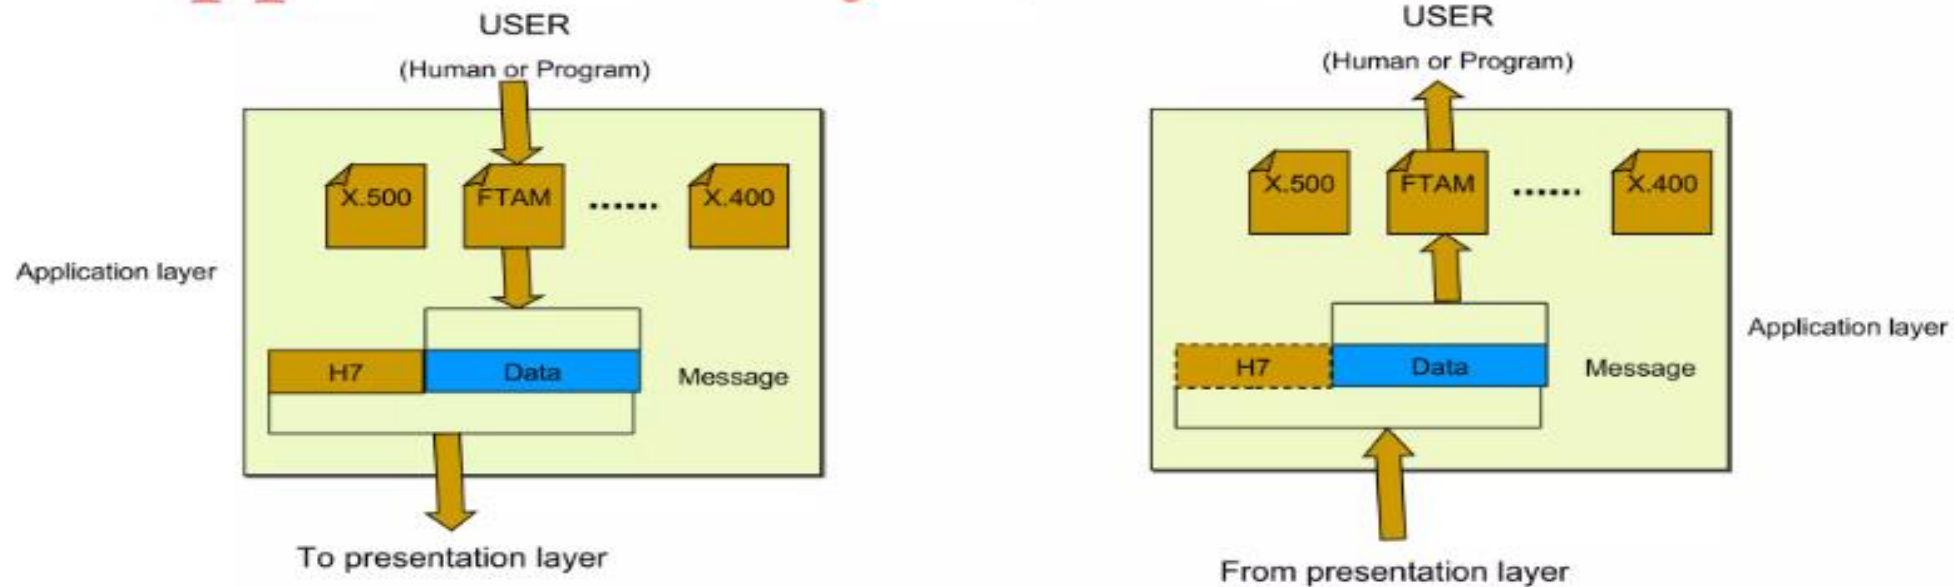 USER
(Human or Program)
X.500
FTAM
......
X.400
Application layer
H7
Data
Message
To presentation layer
USER
(Human or Program)
X.500
FTAM
......
X.400
Application layer
H7
Data
Message
From presentation layer